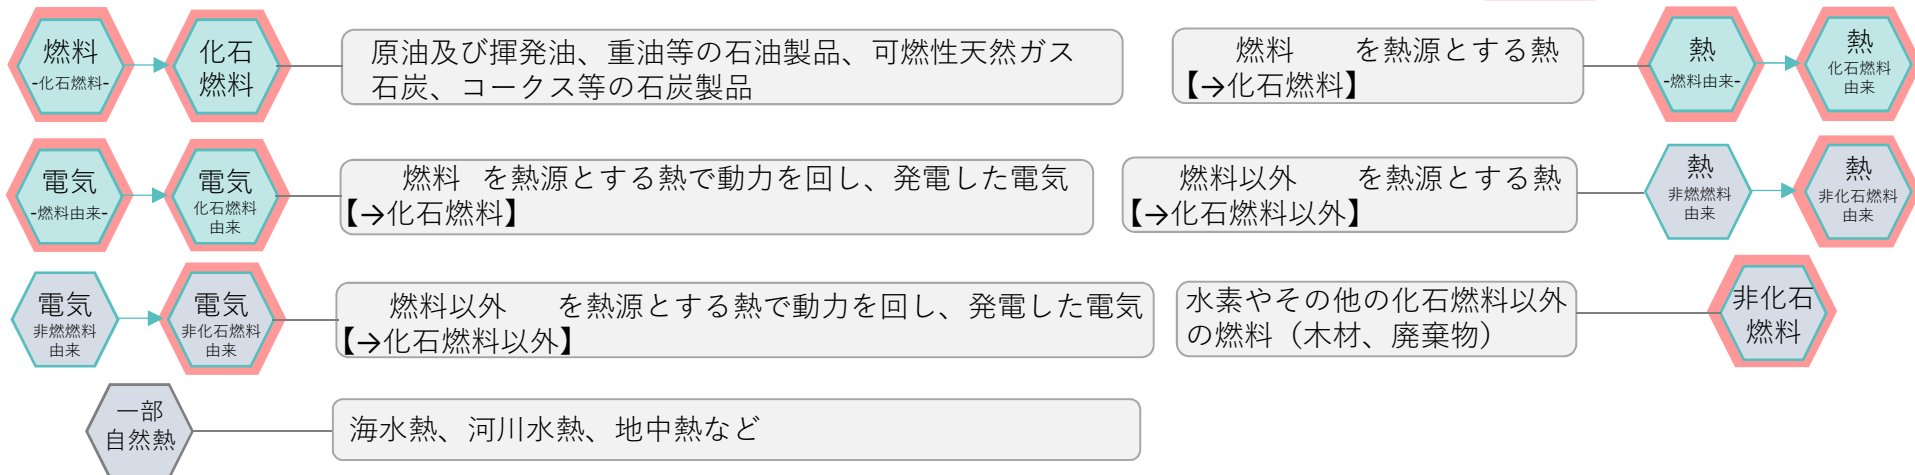 燃料
-化石燃料-
化石
燃料
原油及び揮発油、重油等の石油製品、可燃性天然ガス
石炭、コークス等の石炭製品
燃料　　を熱源とする熱
【→化石燃料】
熱
-燃料由来-
熱
化石燃料
由来
電気
-燃料由来-
電気
化石燃料
由来
燃料　を熱源とする熱で動力を回し、発電した電気
【→化石燃料】
燃料以外　　を熱源とする熱
【→化石燃料以外】
熱
非燃燃料
由来
熱
非化石燃料
由来
電気
非燃燃料
由来
電気
非化石燃料
由来
燃料以外　　を熱源とする熱で動力を回し、発電した電気
【→化石燃料以外】
水素やその他の化石燃料以外
の燃料（木材、廃棄物）
非化石
燃料
一部
自然熱
海水熱、河川水熱、地中熱など